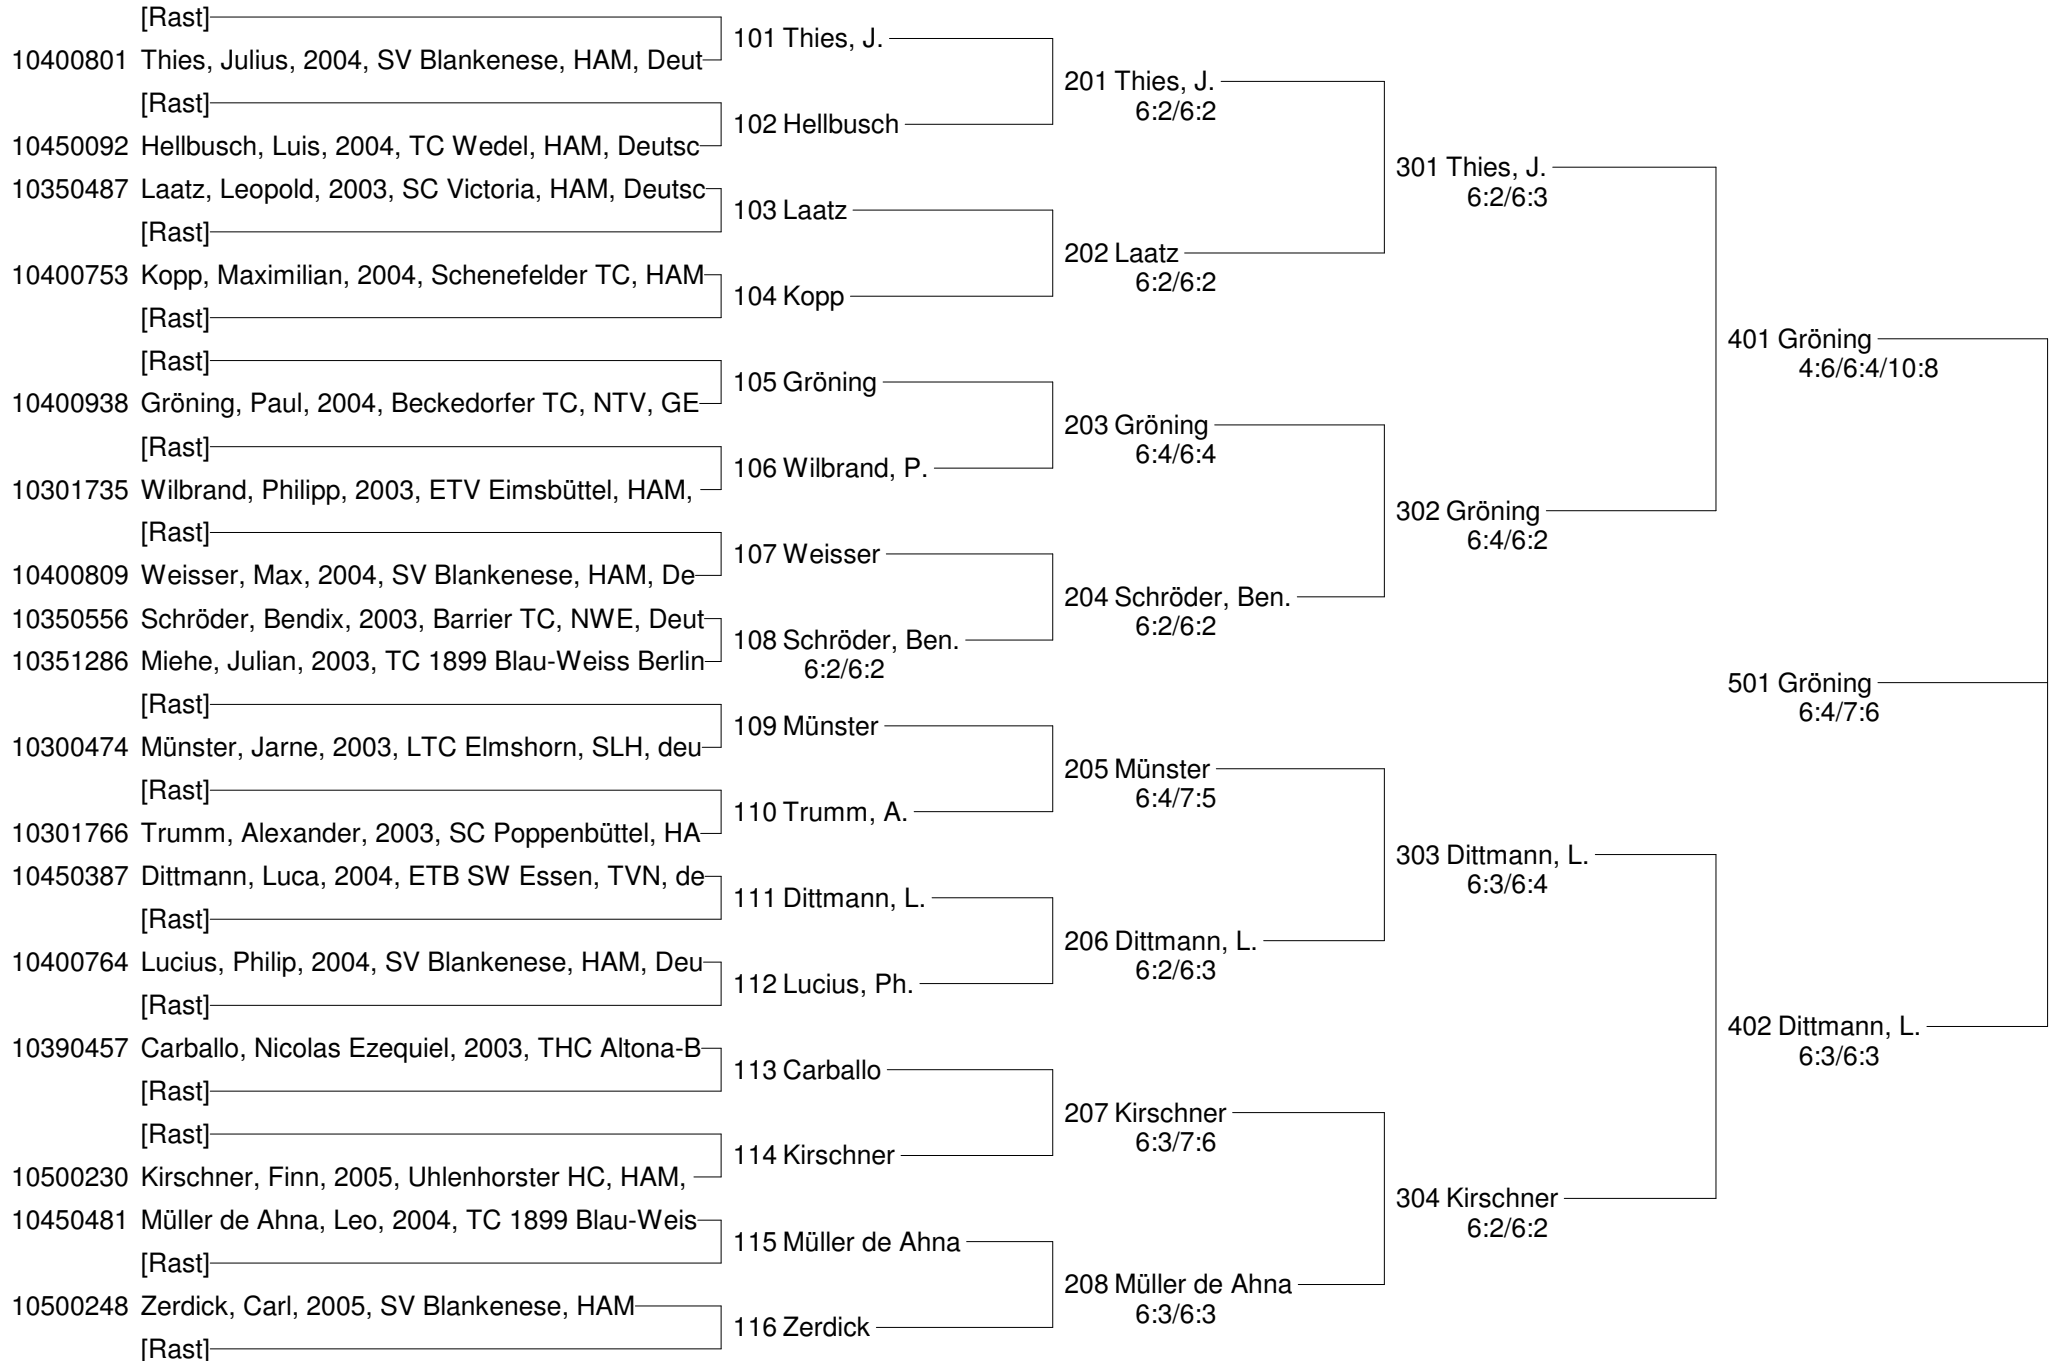 [Rast]
10400801 Thies, Julius, 2004, SV Blankenese, HAM, Deut
[Rast]
10450092 Hellbusch, Luis, 2004, TC Wedel, HAM, Deutsc
10350487 Laatz, Leopold, 2003, SC Victoria, HAM, Deutsc
[Rast]
10400753 Kopp, Maximilian, 2004, Schenefelder TC, HAM
[Rast]
[Rast]
10400938 Gröning, Paul, 2004, Beckedorfer TC, NTV, GE
[Rast]
10301735 Wilbrand, Philipp, 2003, ETV Eimsbüttel, HAM,
[Rast]
10400809 Weisser, Max, 2004, SV Blankenese, HAM, De
10350556 Schröder, Bendix, 2003, Barrier TC, NWE, Deut
10351286 Miehe, Julian, 2003, TC 1899 Blau-Weiss Berlin
[Rast]
10300474 Münster, Jarne, 2003, LTC Elmshorn, SLH, deu
[Rast]
10301766 Trumm, Alexander, 2003, SC Poppenbüttel, HA
10450387 Dittmann, Luca, 2004, ETB SW Essen, TVN, de
[Rast]
10400764 Lucius, Philip, 2004, SV Blankenese, HAM, Deu
[Rast]
10390457 Carballo, Nicolas Ezequiel, 2003, THC Altona-B
[Rast]
[Rast]
10500230 Kirschner, Finn, 2005, Uhlenhorster HC, HAM,
10450481 Müller de Ahna, Leo, 2004, TC 1899 Blau-Weis
[Rast]
10500248 Zerdick, Carl, 2005, SV Blankenese, HAM
[Rast]
101 Thies, J.
102 Hellbusch
103 Laatz
104 Kopp
105 Gröning
106 Wilbrand, P.
107 Weisser
108 Schröder, Ben.
6:2/6:2
109 Münster
110 Trumm, A.
111 Dittmann, L.
112 Lucius, Ph.
113 Carballo
114 Kirschner
115 Müller de Ahna
116 Zerdick
201 Thies, J.
6:2/6:2
202 Laatz
6:2/6:2
203 Gröning
6:4/6:4
204 Schröder, Ben.
6:2/6:2
205 Münster
6:4/7:5
206 Dittmann, L.
6:2/6:3
207 Kirschner
6:3/7:6
208 Müller de Ahna
6:3/6:3
301 Thies, J.
6:2/6:3
302 Gröning
6:4/6:2
303 Dittmann, L.
6:3/6:4
304 Kirschner
6:2/6:2
401 Gröning
4:6/6:4/10:8
501 Gröning
6:4/7:6
402 Dittmann, L.
6:3/6:3